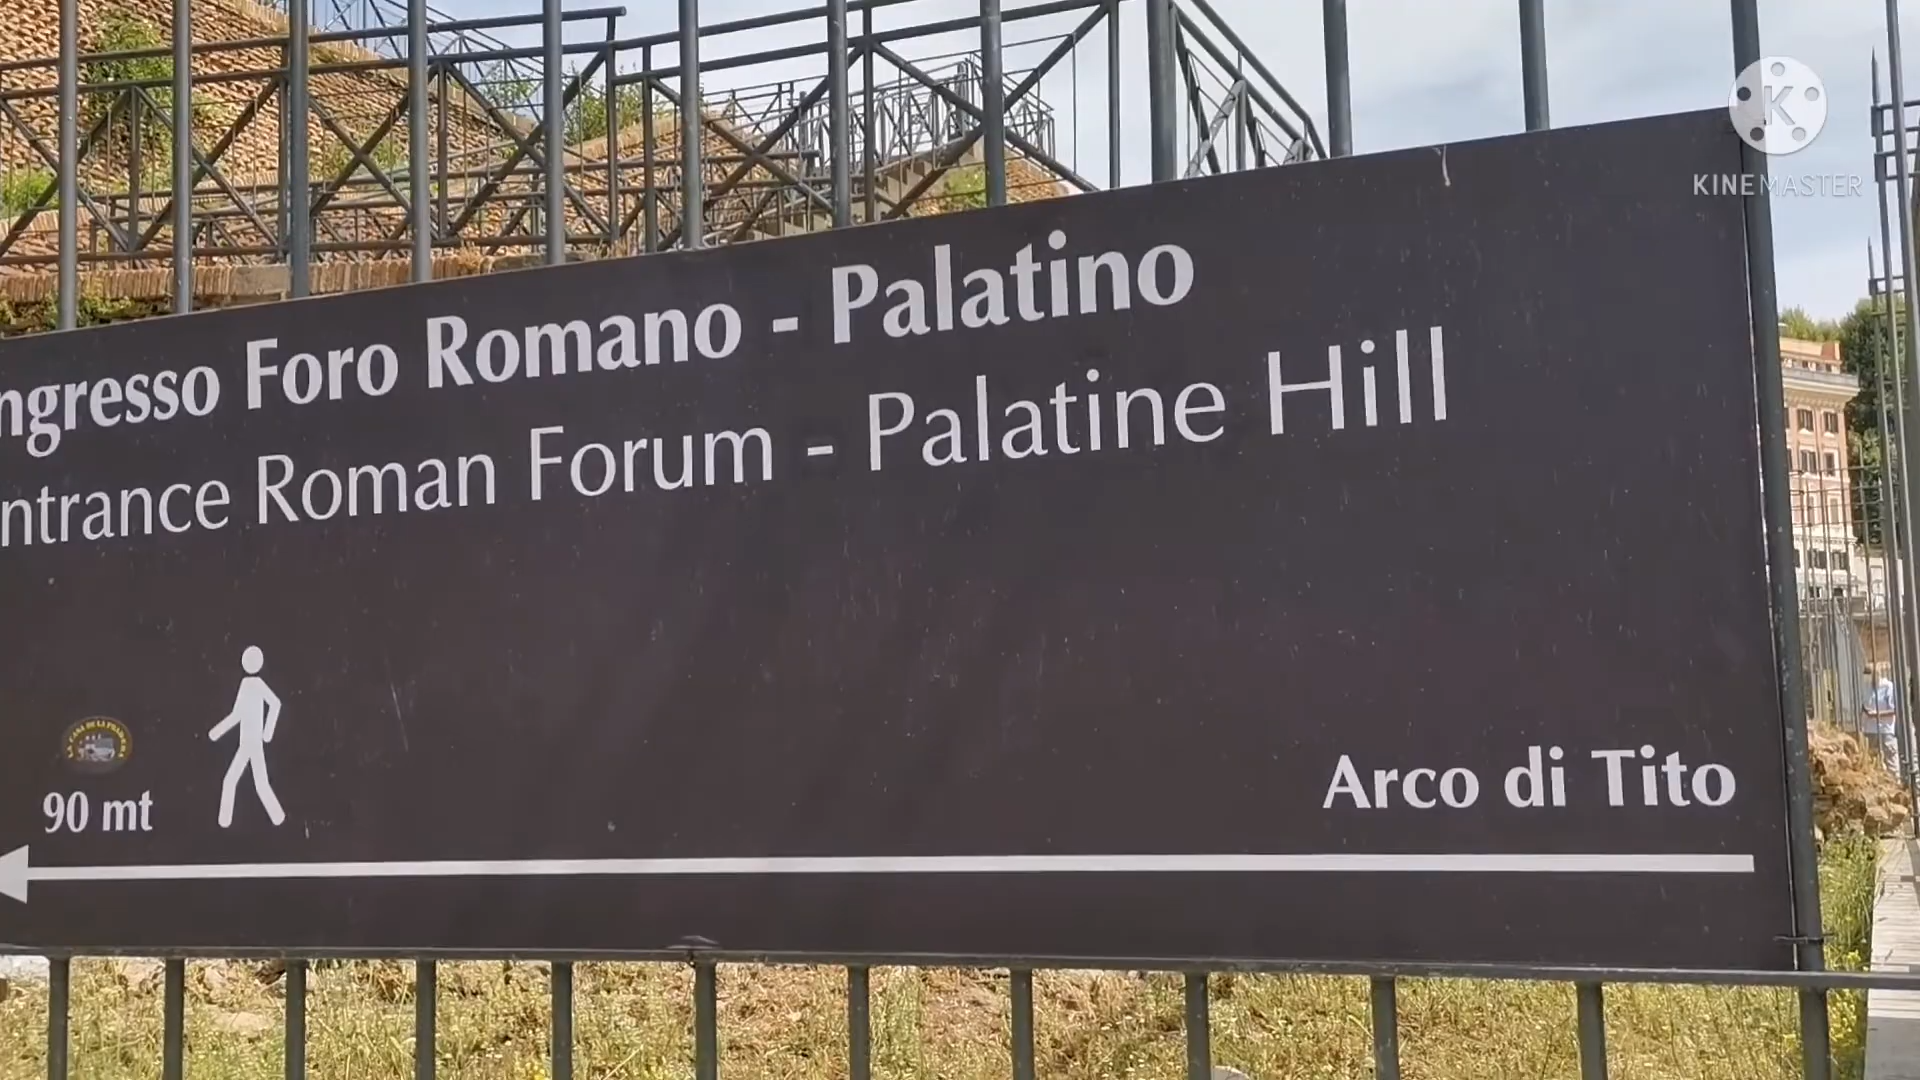 KINEMASTER
ngresso Foro Romano - Palatino
ntrance Roman Forum - Palatine Hill
90 mt
Arco di Tito